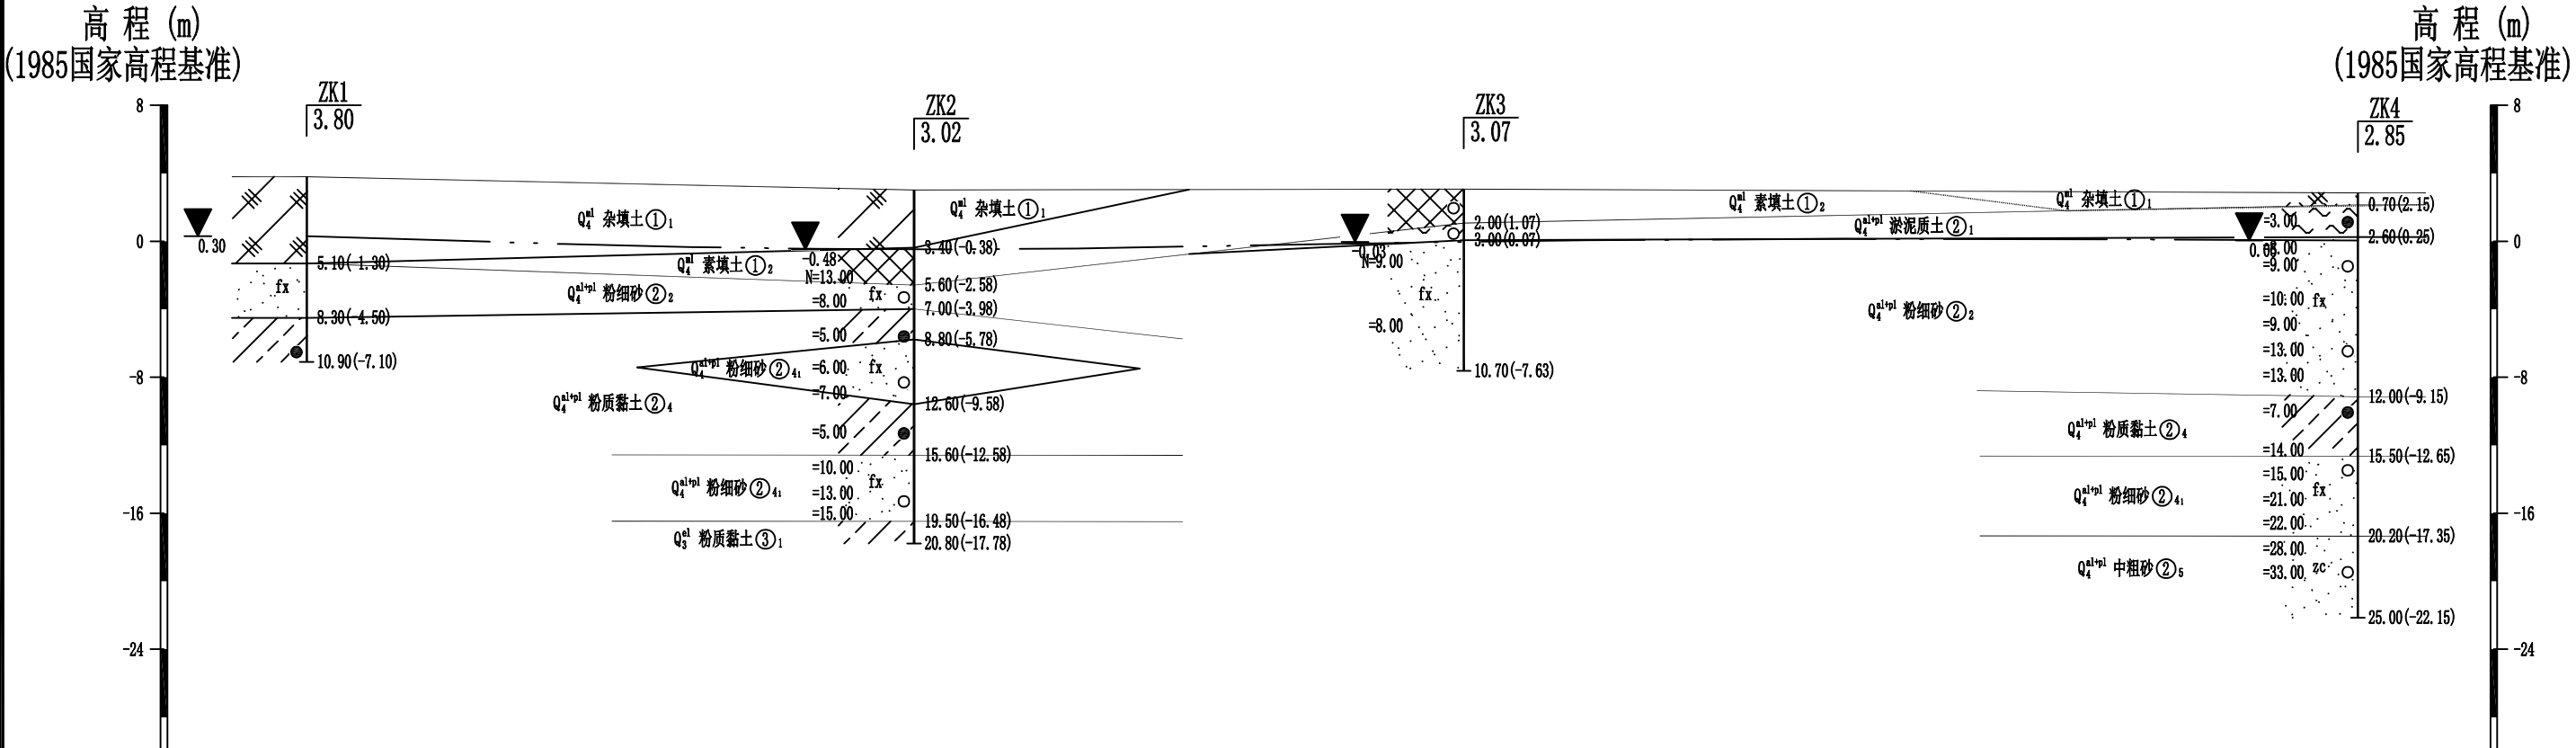 高 程 (m)
(1985国家高程基准)
高 程 (m)
(1985国家高程基准)
ZK1
3.80
ZK2
3.02
ZK3
3.07
ZK4
2.85
8
0
-8
-16
-24
8
0
-8
-16
-24
0.30
5.10(-1.30)
fx
8.30(-4.50)
10.90(-7.10)
Q4ml 杂填土①1
Q4ml 素填土①2
Q4al+pl 粉细砂②2
Q4al+pl 粉细砂②41
Q4al+pl 粉质黏土②4
Q4al+pl 粉细砂②41
Q3el 粉质黏土③1
-0.48
N=13.00
=8.00
=5.00
=6.00
=7.00
=5.00
=10.00
=13.00
=15.00
fx
fx
fx
3.40(-0.38)
5.60(-2.58)
7.00(-3.98)
8.80(-5.78)
12.60(-9.58)
15.60(-12.58)
19.50(-16.48)
20.80(-17.78)
Q4ml 杂填土①1
-0.03
N=9.00
=8.00
fx
2.00(1.07)
3.00(0.07)
10.70(-7.63)
Q4ml 素填土①2
Q4ml 杂填土①1
Q4al+pl 淤泥质土②1
Q4al+pl 粉细砂②2
Q4al+pl 粉质黏土②4
Q4al+pl 粉细砂②41
Q4al+pl 中粗砂②5
=3.00
=9.00
=10.00
=9.00
=13.00
=13.00
=7.00
=14.00
=15.00
=21.00
=22.00
=28.00
=33.00
fx
fx
zc
0.70(2.15)
2.60(0.25)
12.00(-9.15)
15.50(-12.65)
20.20(-17.35)
25.00(-22.15)